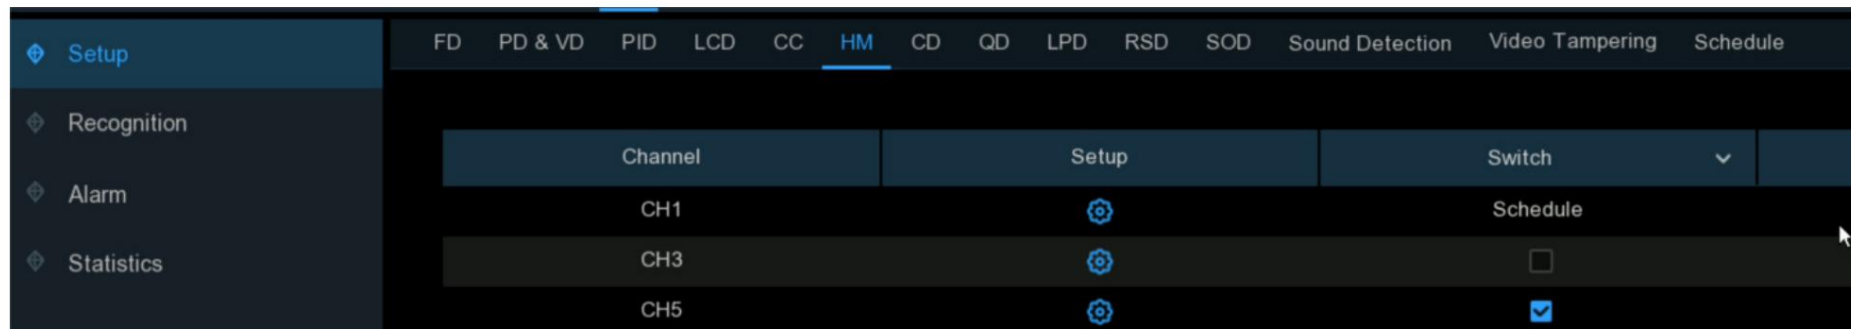 Setup
Recognition
Alarm
Statistics
FD PD & VD PID LCD CC HM CD QD LPD RSD SOD Sound Detection Video Tampering Schedule
Channel Setup Switch
CH1 Schedule
CH3
CH5